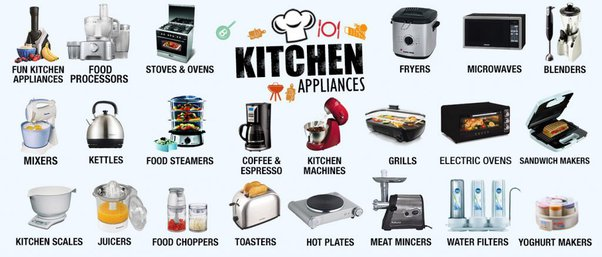 KITCHEN
APPLIANCES
FUN KITCHEN
APPLIANCES
FOOD
PROCESSORS
STOVES & OVENS
FRYERS
MICROWAVES
BLENDERS
MIXERS
KETTLES
FOOD STEAMERS
COFFEE &
ESPRESSO
KITCHEN
MACHINES
GRILLS
ELECTRIC OVENS
SANDWICH MAKERS
KITCHEN SCALES
JUICERS
FOOD CHOPPERS
TOASTERS
HOT PLATES
MEAT MINCERS
WATER FILTERS
YOGHURT MAKERS